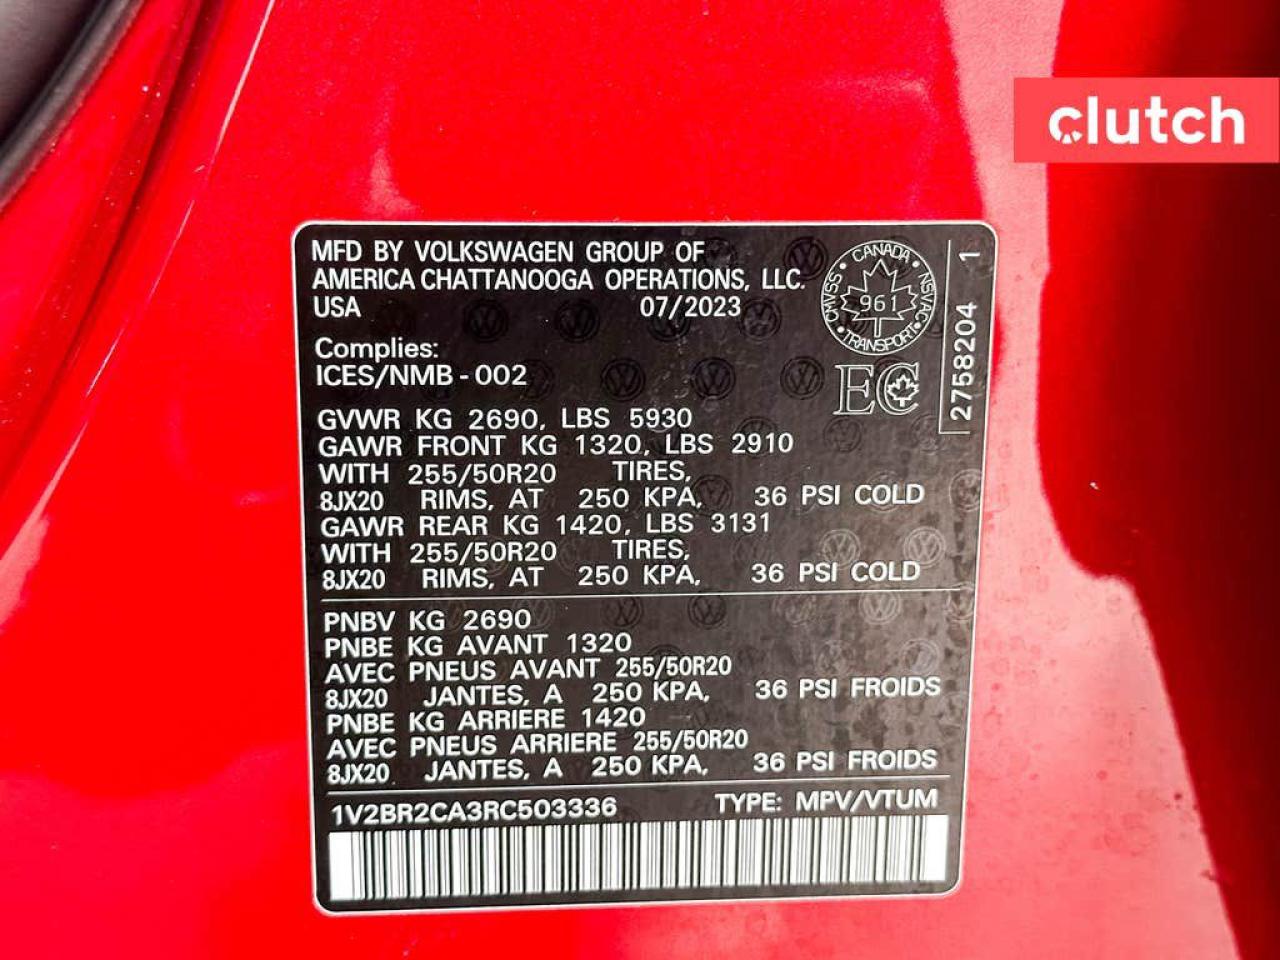 clutch
MFD BY VOLKSWAGEN GROUP OF
AMERICA CHATTANOOGA OPERATIONS, LLC.
USA 07/2023
CANADA
CMVSS NSVAC
961
TRANSPORT
EC
2758204 1
Complies:
ICES/NMB - 002
GVWR KG 2690, LBS 5930
GAWR FRONT KG 1320, LBS 2910
WITH 255/50R20 TIRES,
8JX20 RIMS, AT 250 KPA, 36 PSI COLD
GAWR REAR KG 1420, LBS 3131
WITH 255/50R20 TIRES,
8JX20 RIMS, AT 250 KPA, 36 PSI COLD
PNBV KG 2690
PNBE KG AVANT 1320
AVEC PNEUS AVANT 255/50R20
8JX20 JANTES, A 250 KPA, 36 PSI FROIDS
PNBE KG ARRIERE 1420
AVEC PNEUS ARRIERE 255/50R20
8JX20 JANTES, A 250 KPA, 36 PSI FROIDS
1V2BR2CA3RC503336 TYPE: MPV/VTUM